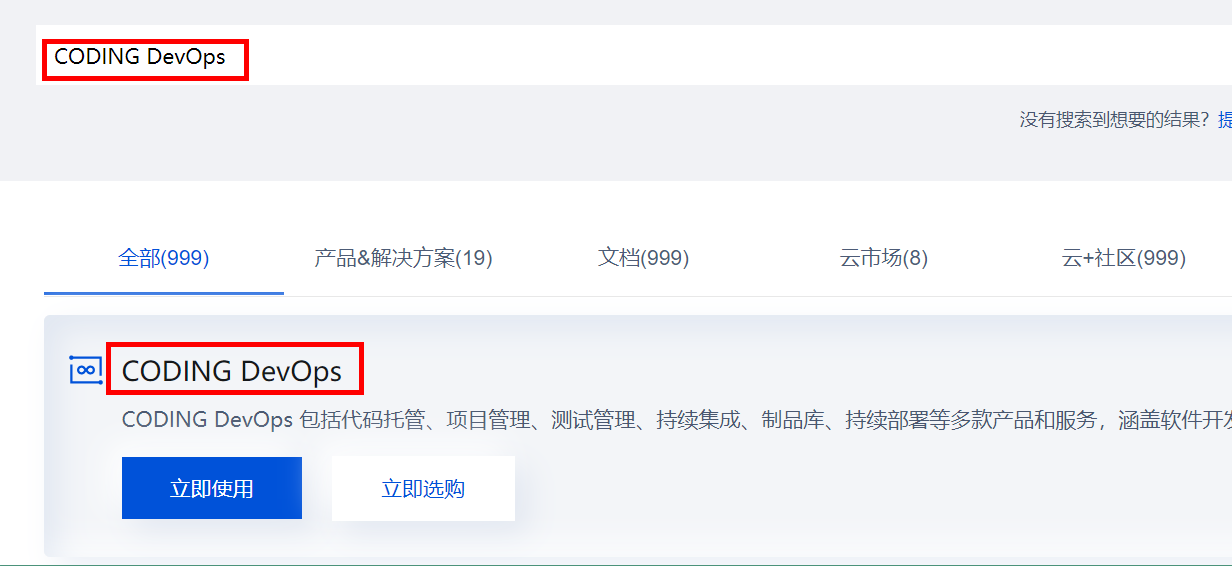 CODING DevOps
没有搜索到想要的结果？提
全部(999) 产品&解决方案(19) 文档(999) 云市场(8) 云+社区(999)
CODING DevOps
CODING DevOps 包括代码托管、项目管理、测试管理、持续集成、制品库、持续部署等多款产品和服务，涵盖软件开发
立即使用 立即选购